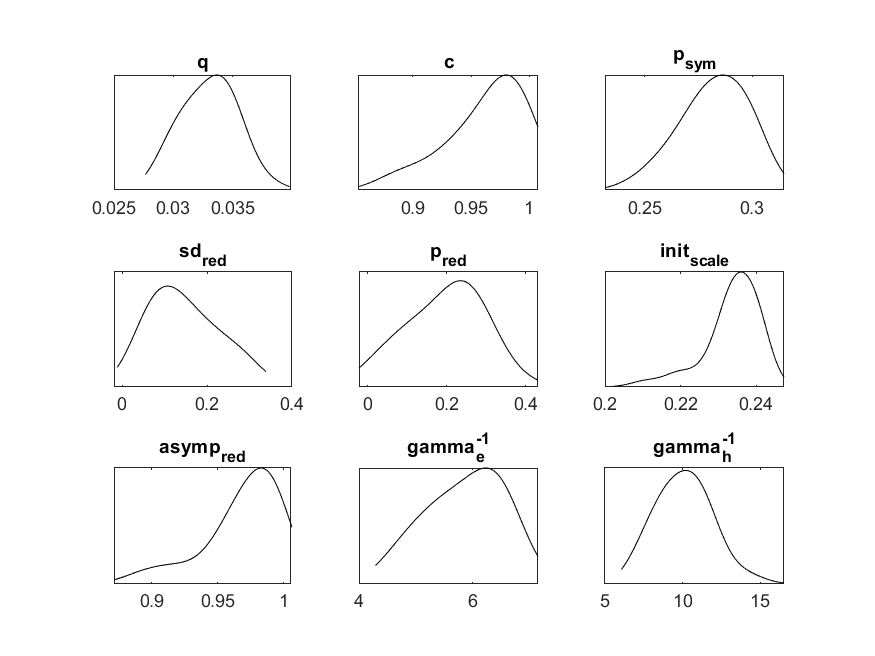 q c p_sym
0.025 0.03 0.035 0.9 0.95 1 0.25 0.3
sd_red p_red init_scale
0 0.2 0.4 0 0.2 0.4 0.2 0.22 0.24
asymp_red gamma_e^-1 gamma_h^-1
0.9 0.95 1 4 6 5 10 15